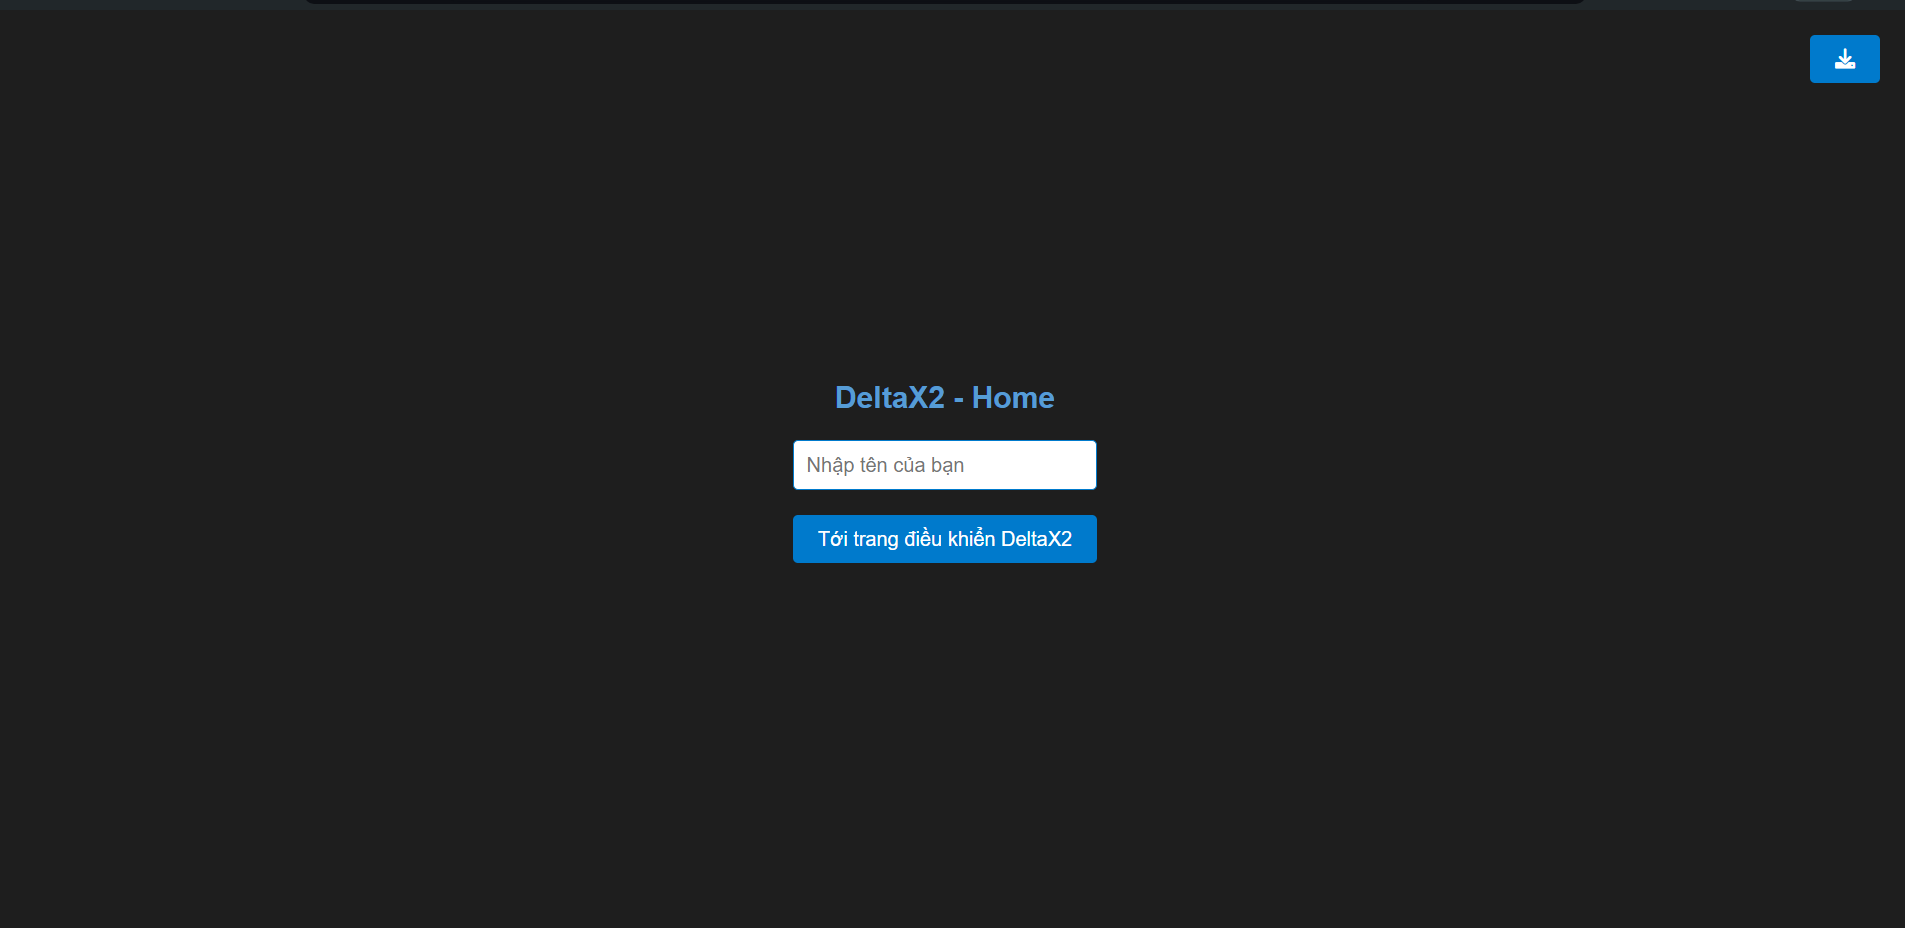 DeltaX2 - Home
Nhập tên của bạn
Tới trang điều khiển DeltaX2